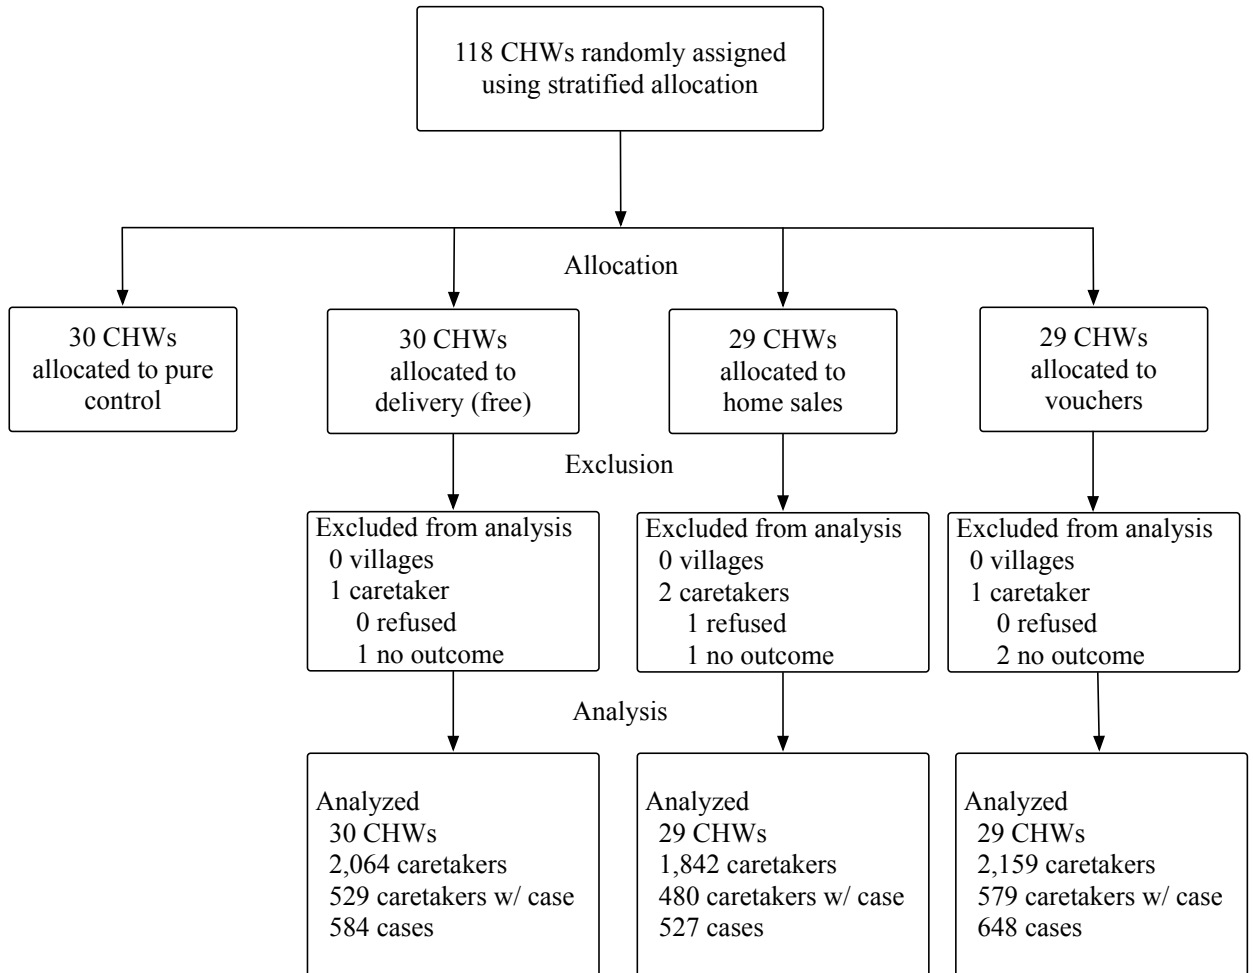 118 CHWs randomly assigned
using stratified allocation
Allocation
30 CHWs
allocated to pure
control
30 CHWs
allocated to
delivery (free)
29 CHWs
allocated to
home sales
29 CHWs
allocated to
vouchers
Exclusion
Excluded from analysis
0 villages
1 caretaker
0 refused
1 no outcome
Excluded from analysis
0 villages
2 caretakers
1 refused
1 no outcome
Excluded from analysis
0 villages
1 caretaker
0 refused
2 no outcome
Analysis
Analyzed
30 CHWs
2,064 caretakers
529 caretakers w/ case
584 cases
Analyzed
29 CHWs
1,842 caretakers
480 caretakers w/ case
527 cases
Analyzed
29 CHWs
2,159 caretakers
579 caretakers w/ case
648 cases